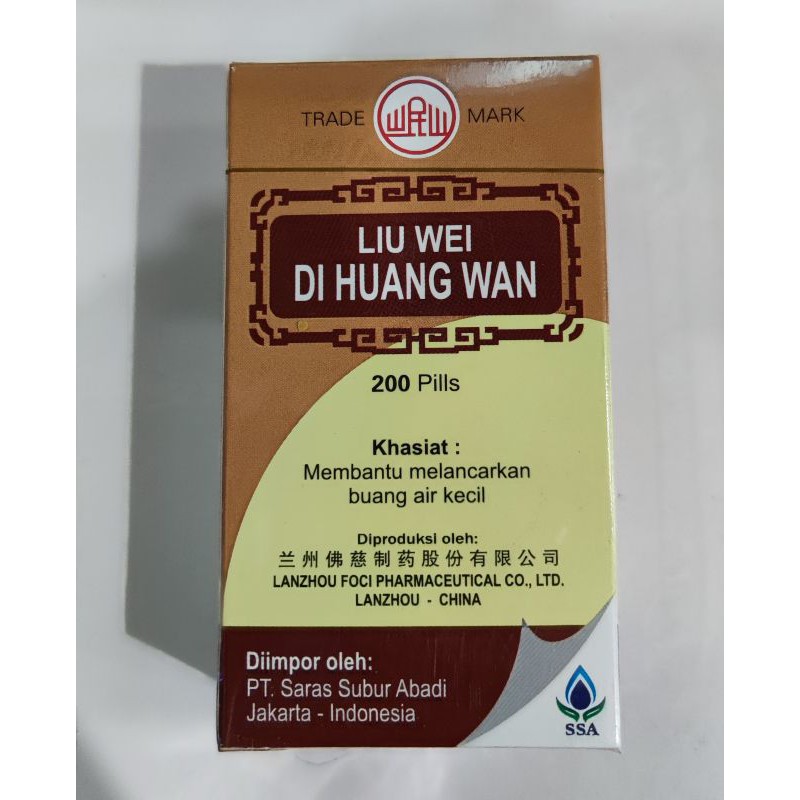 TRADE MARK
LIU WEI
DI HUANG WAN
200 Pills
Khasiat :
Membantu melancarkan
buang air kecil
Diproduksi oleh:
兰州佛慈制药股份有限公司
LANZHOU FOCI PHARMACEUTICAL CO., LTD.
LANZHOU - CHINA
Diimpor oleh:
PT. Saras Subur Abadi
Jakarta - Indonesia
SSA